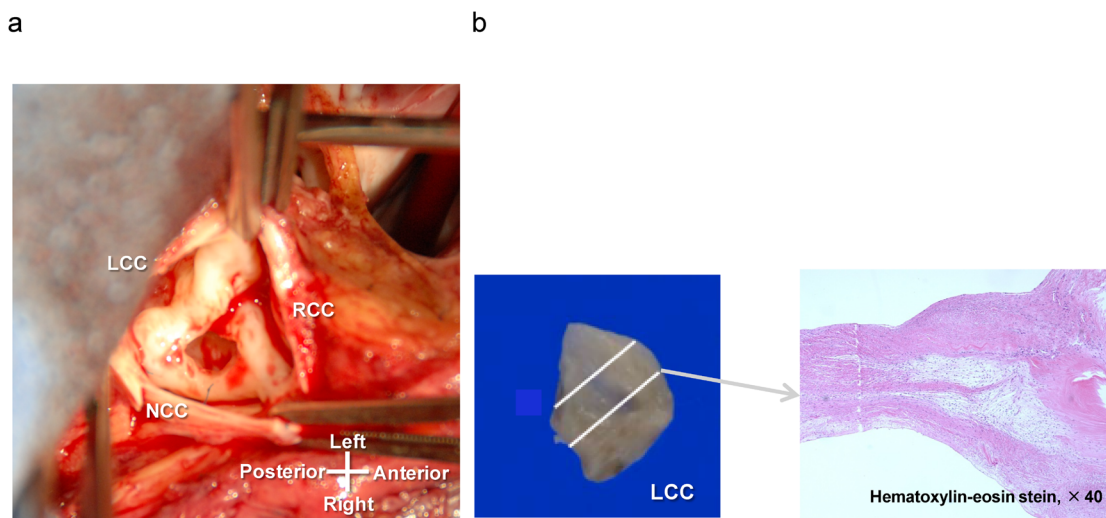 a
b
LCC
RCC
NCC
Left
Posterior
Anterior
Right
LCC
Hematoxylin-eosin stein, × 40